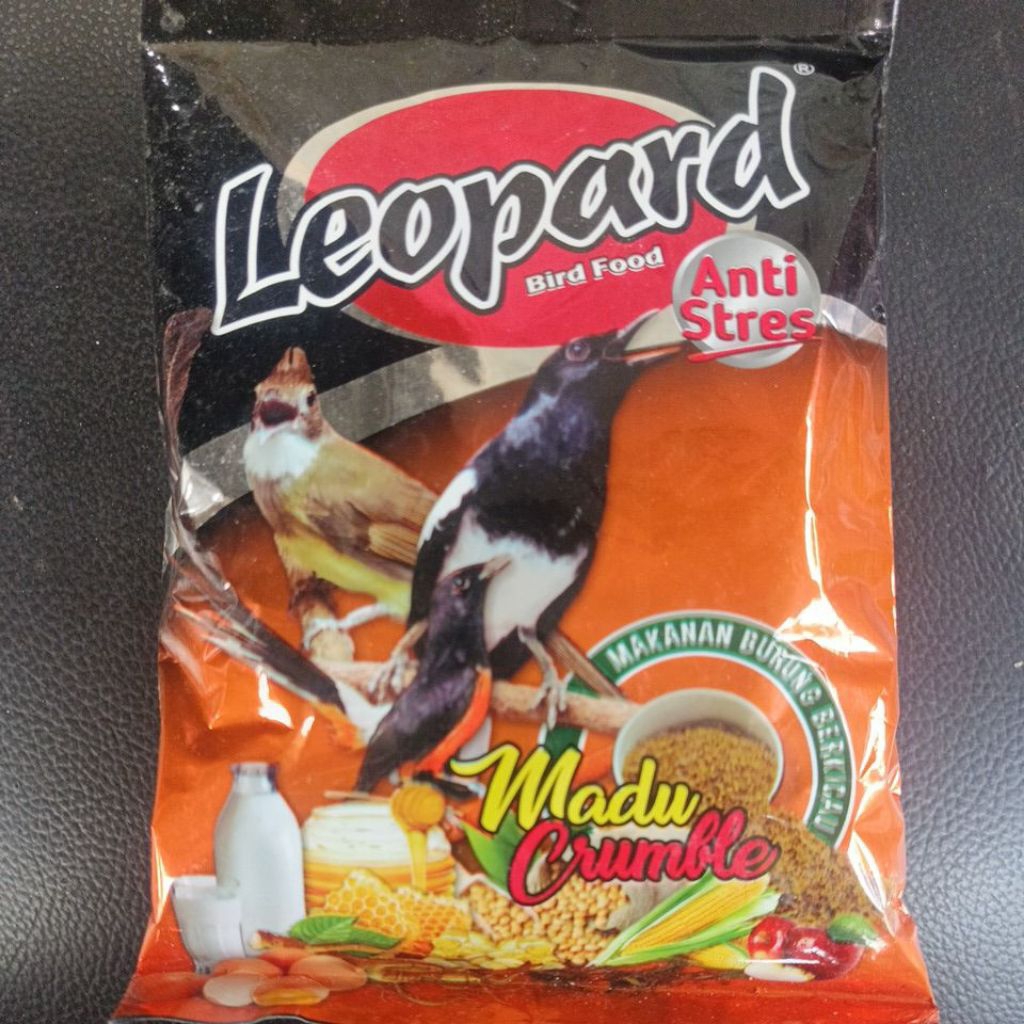 Leopard®
Bird Food
Anti
Stres
MAKANAN BURUNG BERKICAU
Madu
Crumble